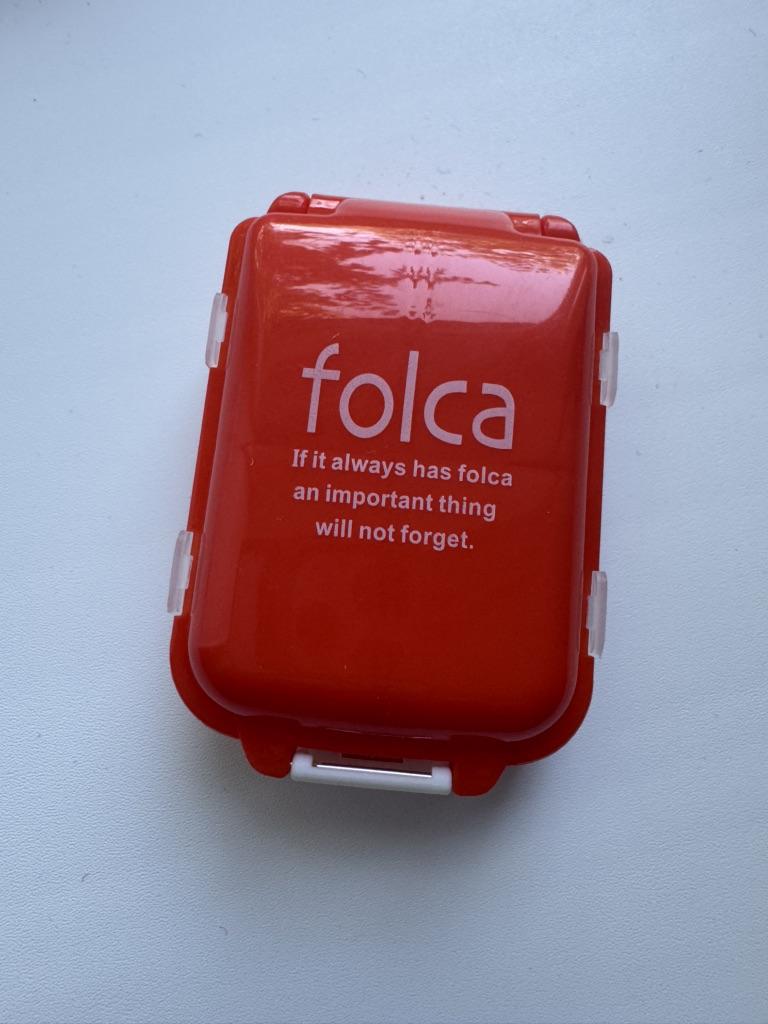 folca
If it always has folca
an important thing
will not forget.